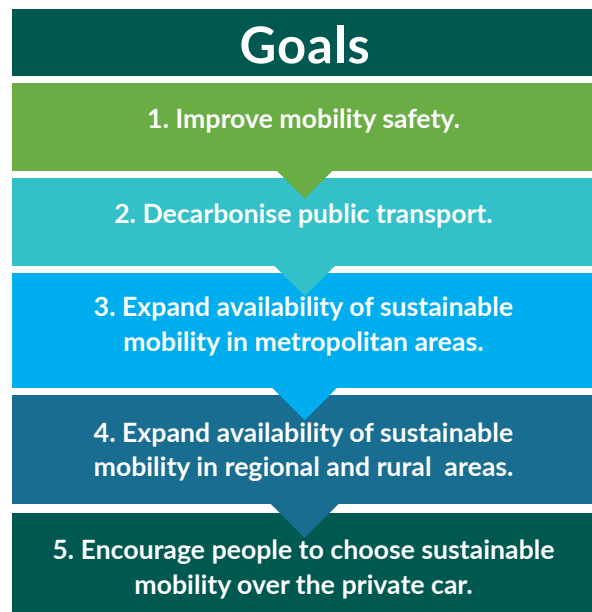 Goals
1. Improve mobility safety.
2. Decarbonise public transport.
3. Expand availability of sustainable
mobility in metropolitan areas.
4. Expand availability of sustainable
mobility in regional and rural  areas.
5. Encourage people to choose sustainable
mobility over the private car.